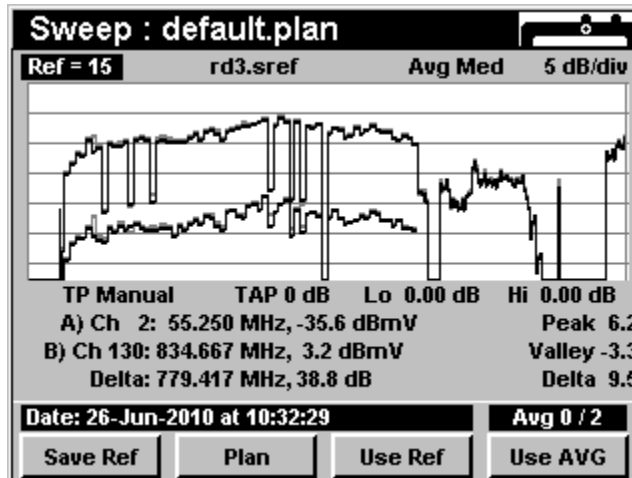 Sweep : default.plan
Ref = 15 rd3.sref Avg Med 5 dB/div
TP Manual TAP 0 dB Lo 0.00 dB Hi 0.00 dB
A) Ch 2: 55.250 MHz, -35.6 dBmV Peak 6.2
B) Ch 130: 834.667 MHz, 3.2 dBmV Valley -3.3
Delta: 779.417 MHz, 38.8 dB Delta 9.5
Date: 26-Jun-2010 at 10:32:29 Avg 0 / 2
Save Ref Plan Use Ref Use AVG